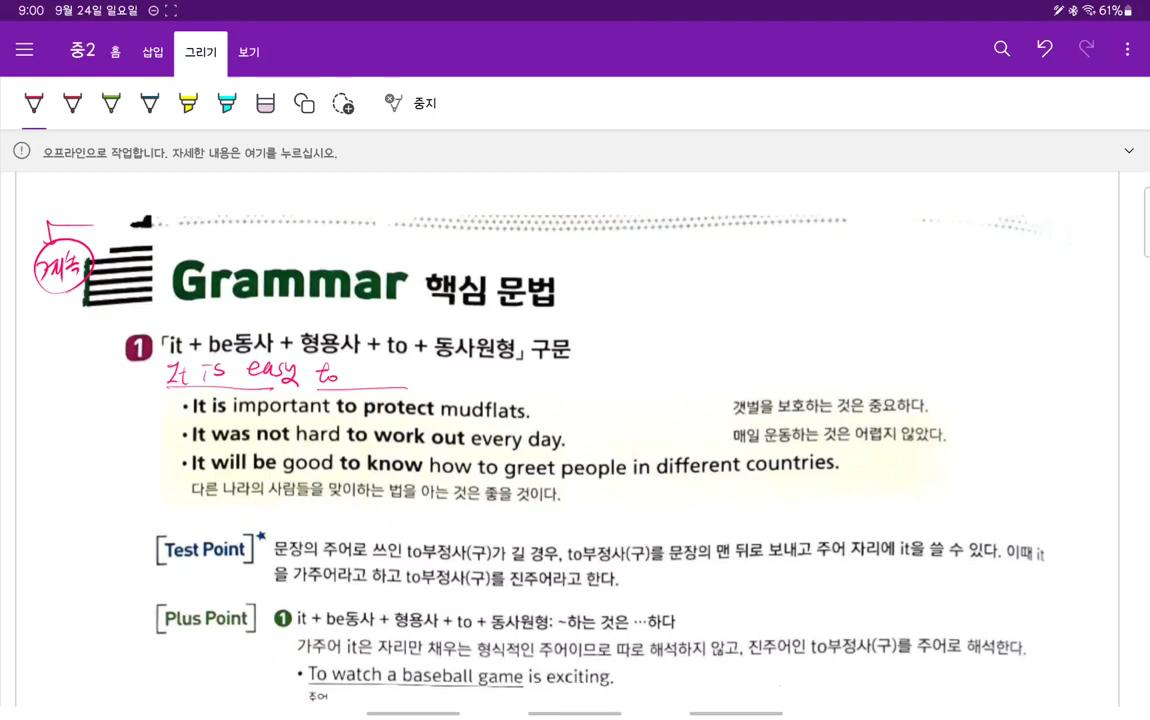 9:00 9월 24일 일요일 61%
중2 홈 삽입 그리기 보기
중지
오프라인으로 작업합니다. 자세한 내용은 여기를 누르십시오.
계속
Grammar 핵심 문법
1 「it + be동사 + 형용사 + to + 동사원형」 구문
It is easy to
• It is important to protect mudflats. 갯벌을 보호하는 것은 중요하다.
• It was not hard to work out every day. 매일 운동하는 것은 어렵지 않았다.
• It will be good to know how to greet people in different countries.
다른 나라의 사람들을 맞이하는 법을 아는 것은 좋을 것이다.
[Test Point]★ 문장의 주어로 쓰인 to부정사(구)가 길 경우, to부정사(구)를 문장의 맨 뒤로 보내고 주어 자리에 it을 쓸 수 있다. 이때 it
을 가주어라고 하고 to부정사(구)를 진주어라고 한다.
[Plus Point] 1 it + be동사 + 형용사 + to + 동사원형: ~하는 것은 …하다
가주어 it은 자리만 채우는 형식적인 주어이므로 따로 해석하지 않고, 진주어인 to부정사(구)를 주어로 해석한다.
• To watch a baseball game is exciting.
주어